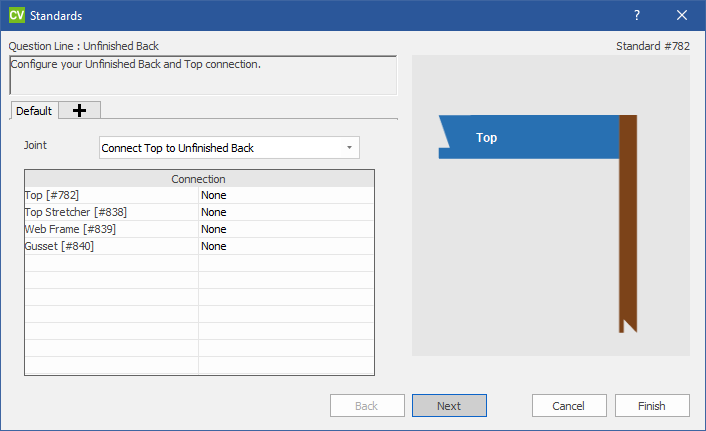 CV Standards ?
Question Line : Unfinished Back Standard #782
Configure your Unfinished Back and Top connection.
Default
Joint Connect Top to Unfinished Back
Connection
Top [#782] None
Top Stretcher [#838] None
Web Frame [#839] None
Gusset [#840] None
Top
Back Next Cancel Finish